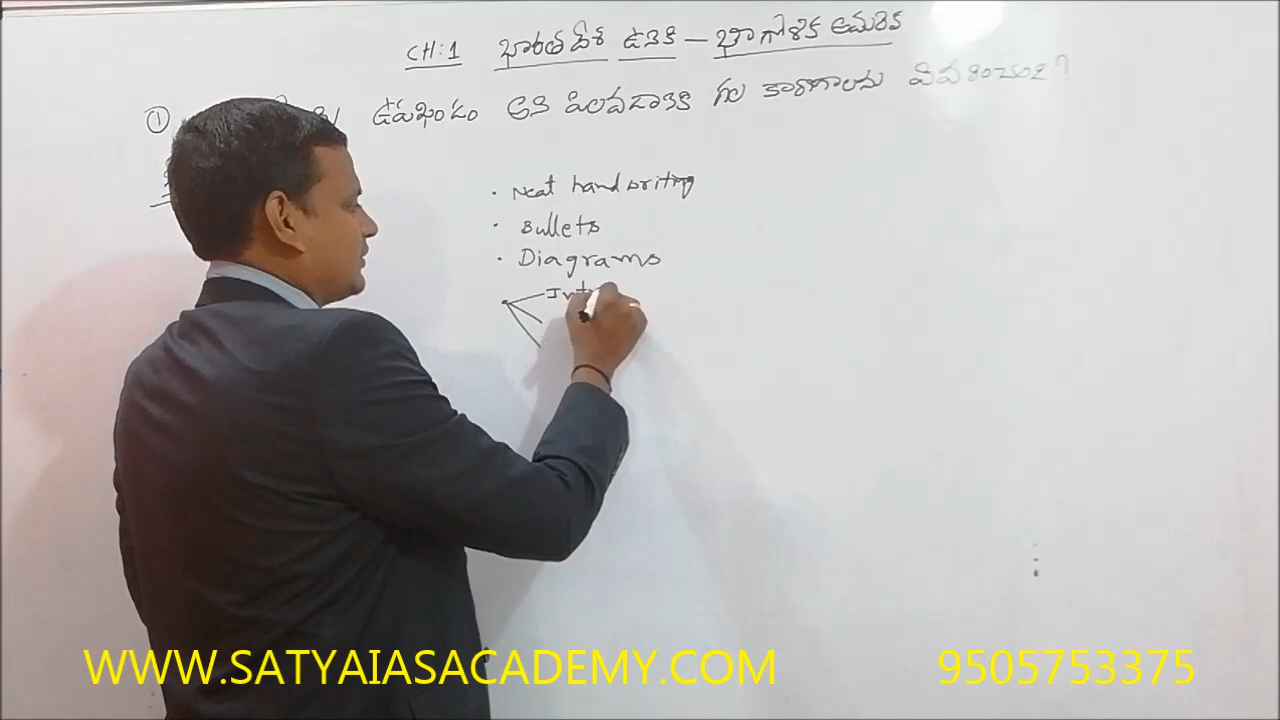 CH:1 భారతదేశ ఉనికి - భౌగోళిక అమరిక
① ఉపఖండం అని పిలవడానికి గల కారణాలను వివరించండి?
· Neat handwriting
· Bullets
· Diagrams
WWW.SATYAIASACADEMY.COM 9505753375